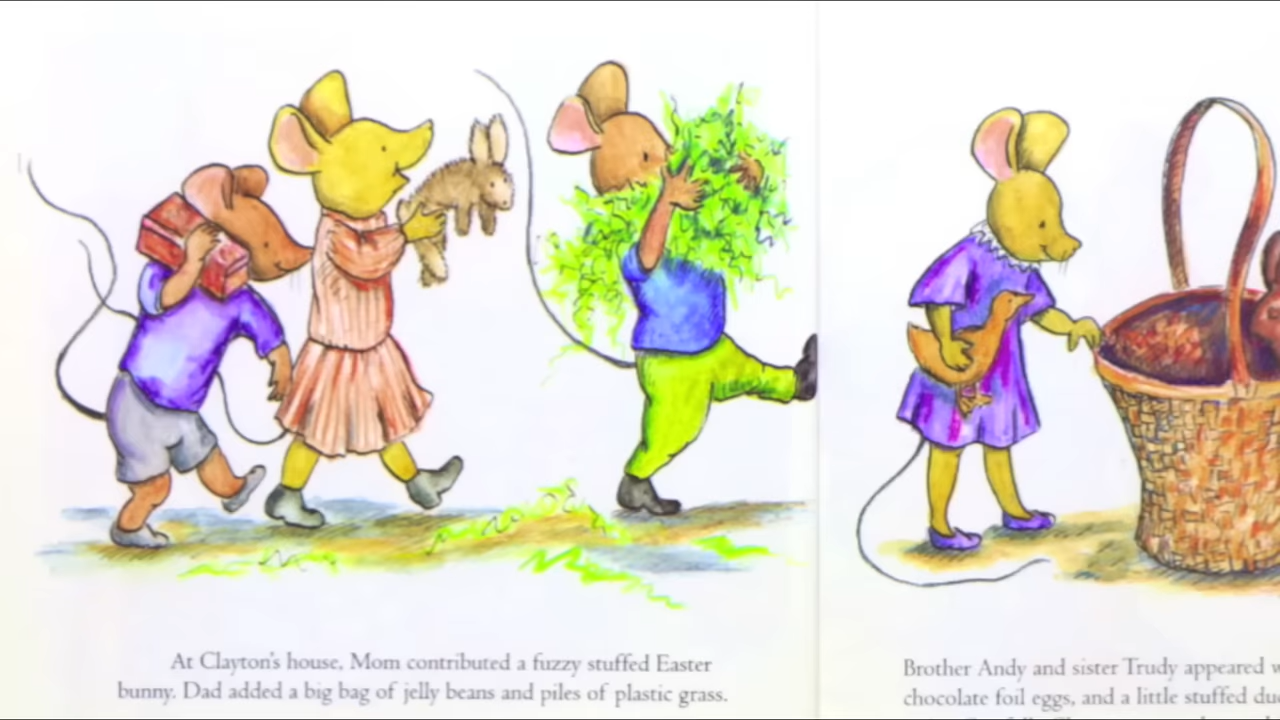 At Clayton's house, Mom contributed a fuzzy stuffed Easter
bunny. Dad added a big bag of jelly beans and piles of plastic grass.
Brother Andy and sister Trudy appeared
chocolate foil eggs, and a little stuffed